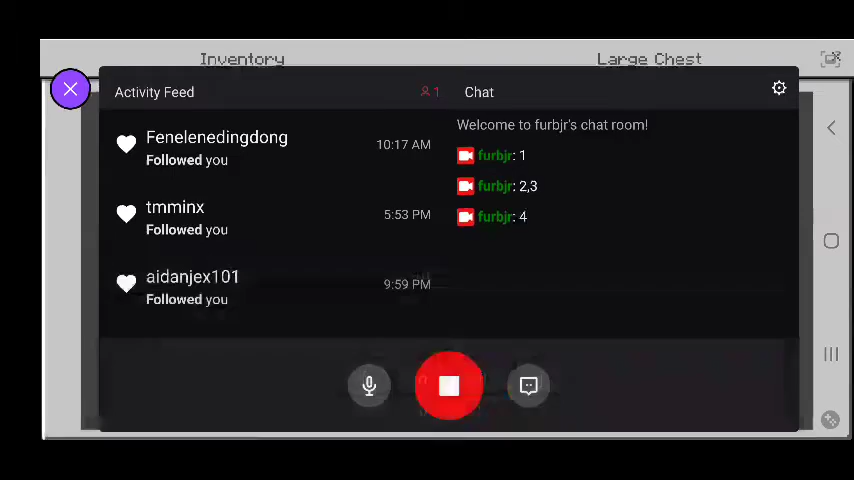 Inventory
Large Chest
Activity Feed
1
Chat
Fenelenedingdong
Followed you
10:17 AM
tmminx
Followed you
5:53 PM
aidanjex101
Followed you
9:59 PM
Welcome to furbjr's chat room!
furbjr: 1
furbjr: 2,3
furbjr: 4